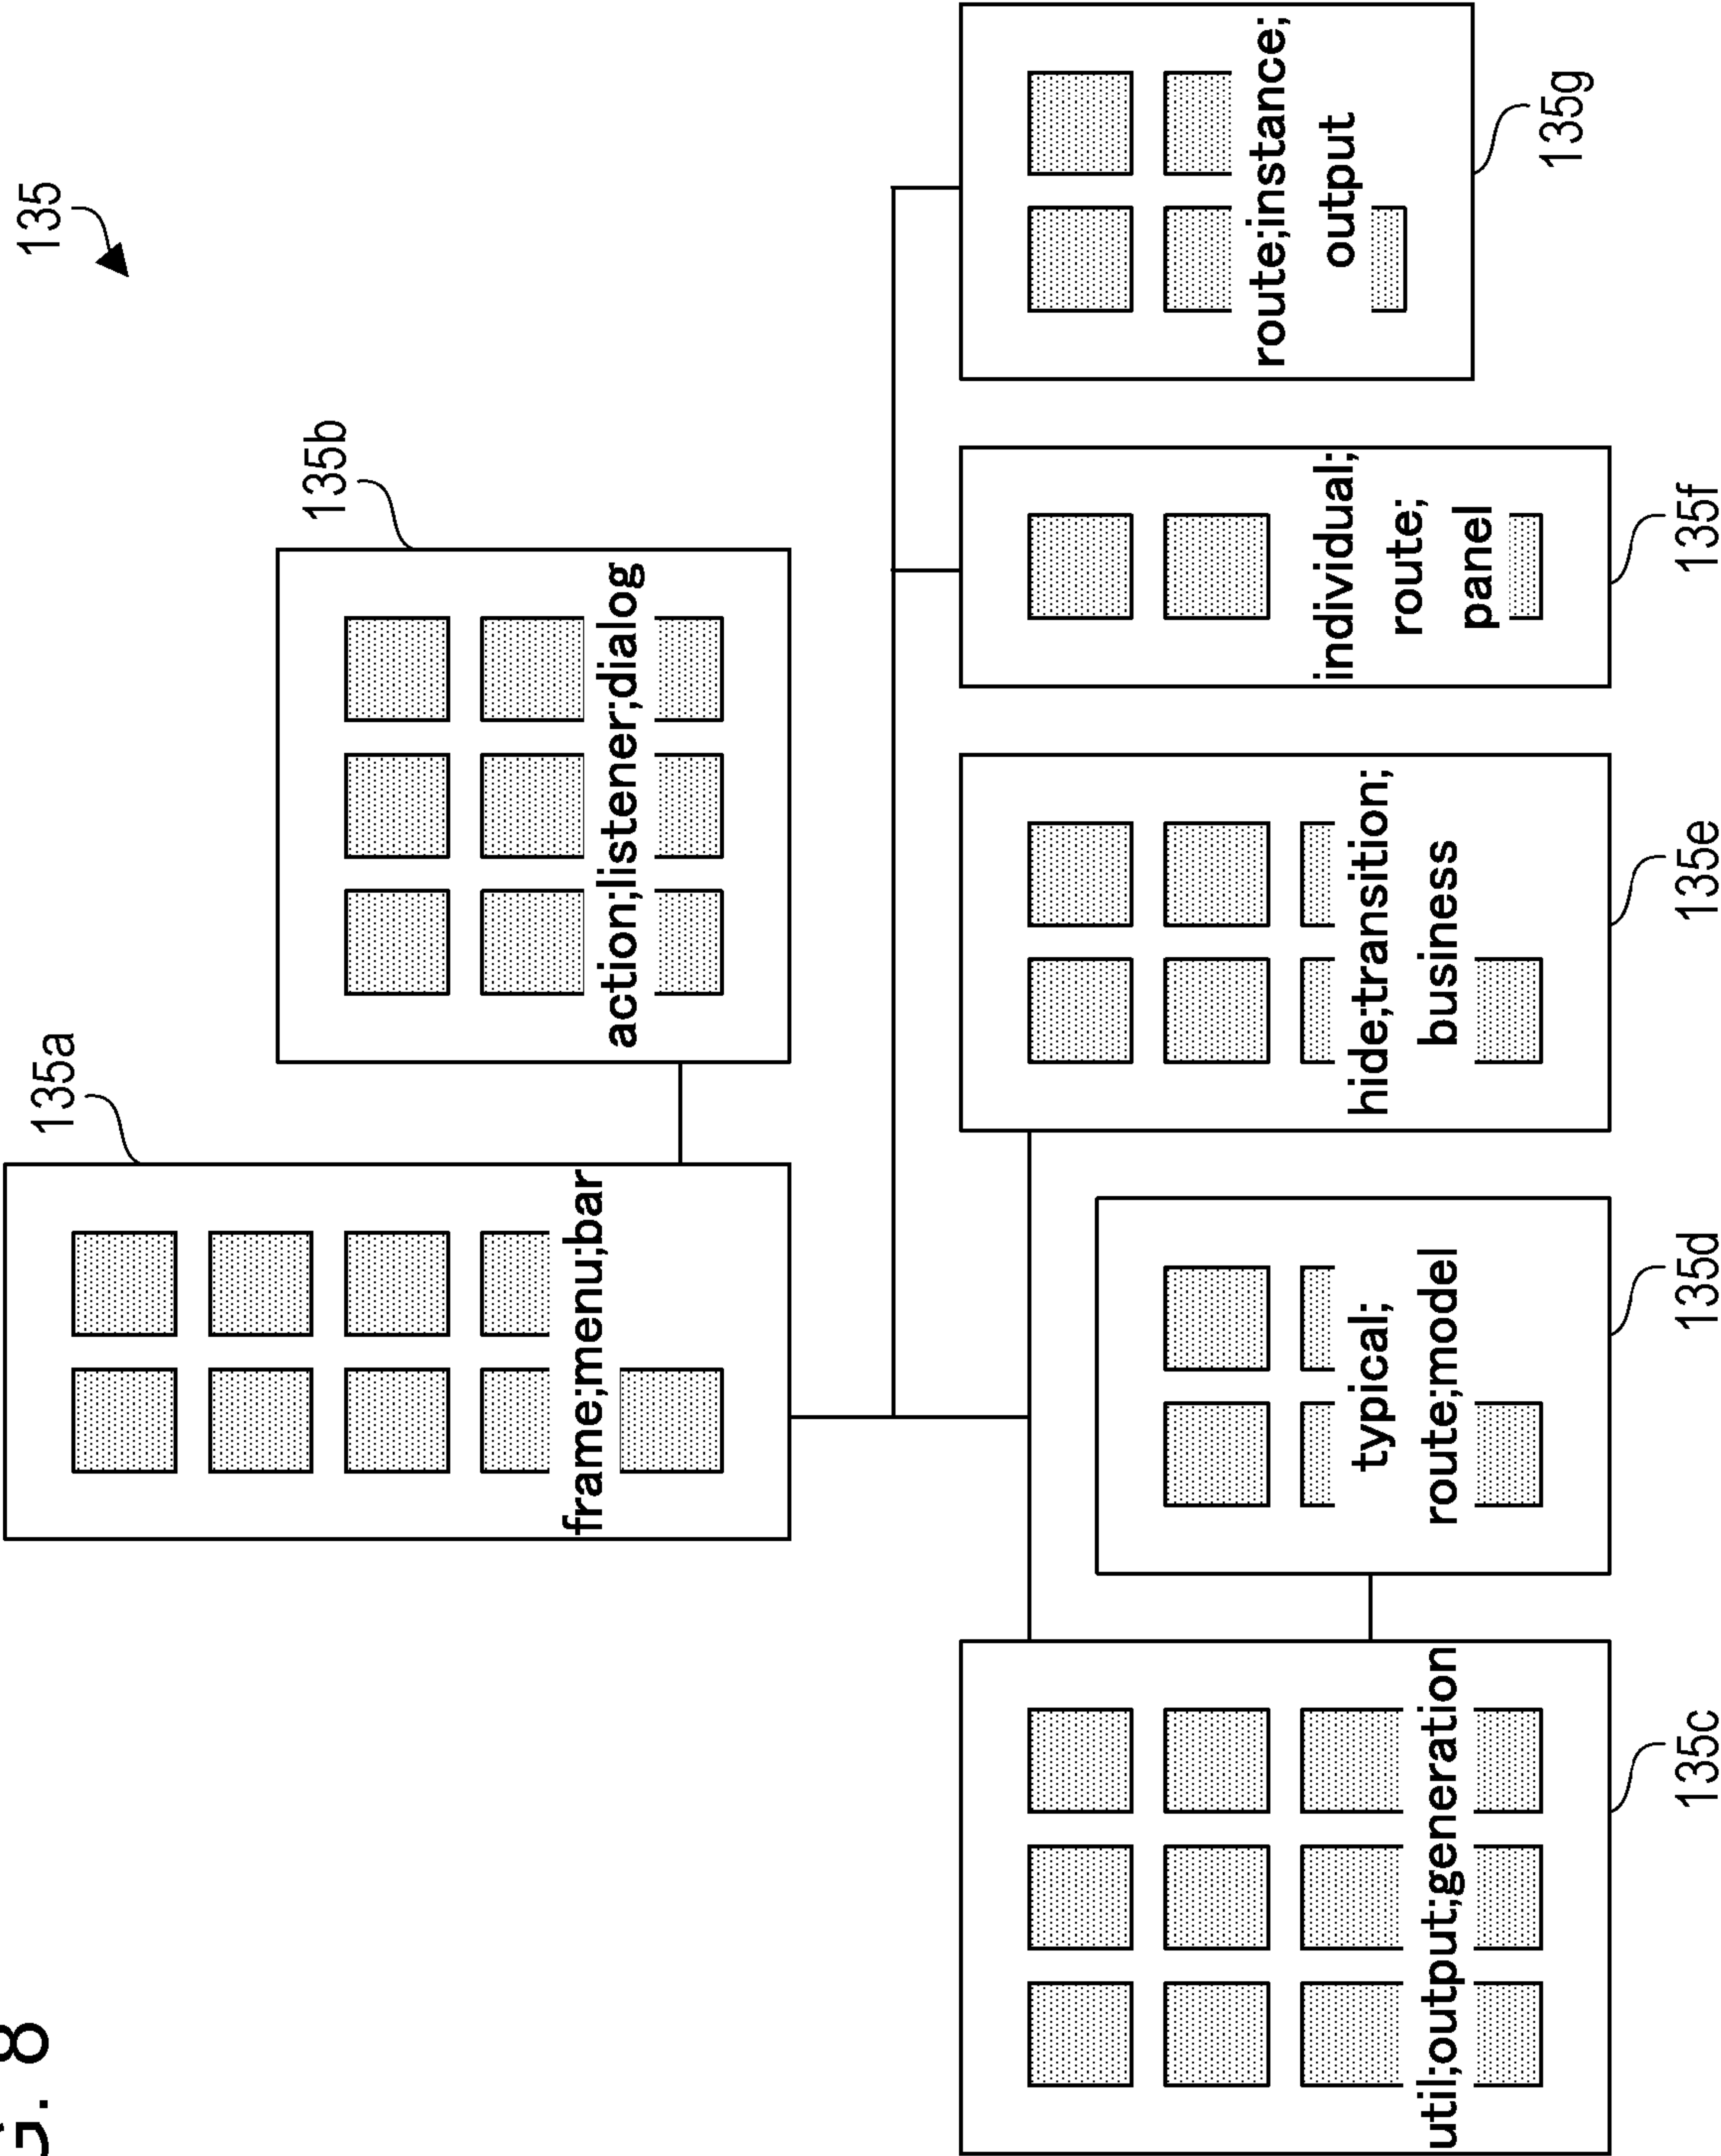 G. 8
135
135a
135b
frame;menu;bar
action;listener;dialog
util;output;generation
typical;
route;model
hide;transition;
business
individual;
route;
panel
route;instance;
output
135c
135d
135e
135f
135g